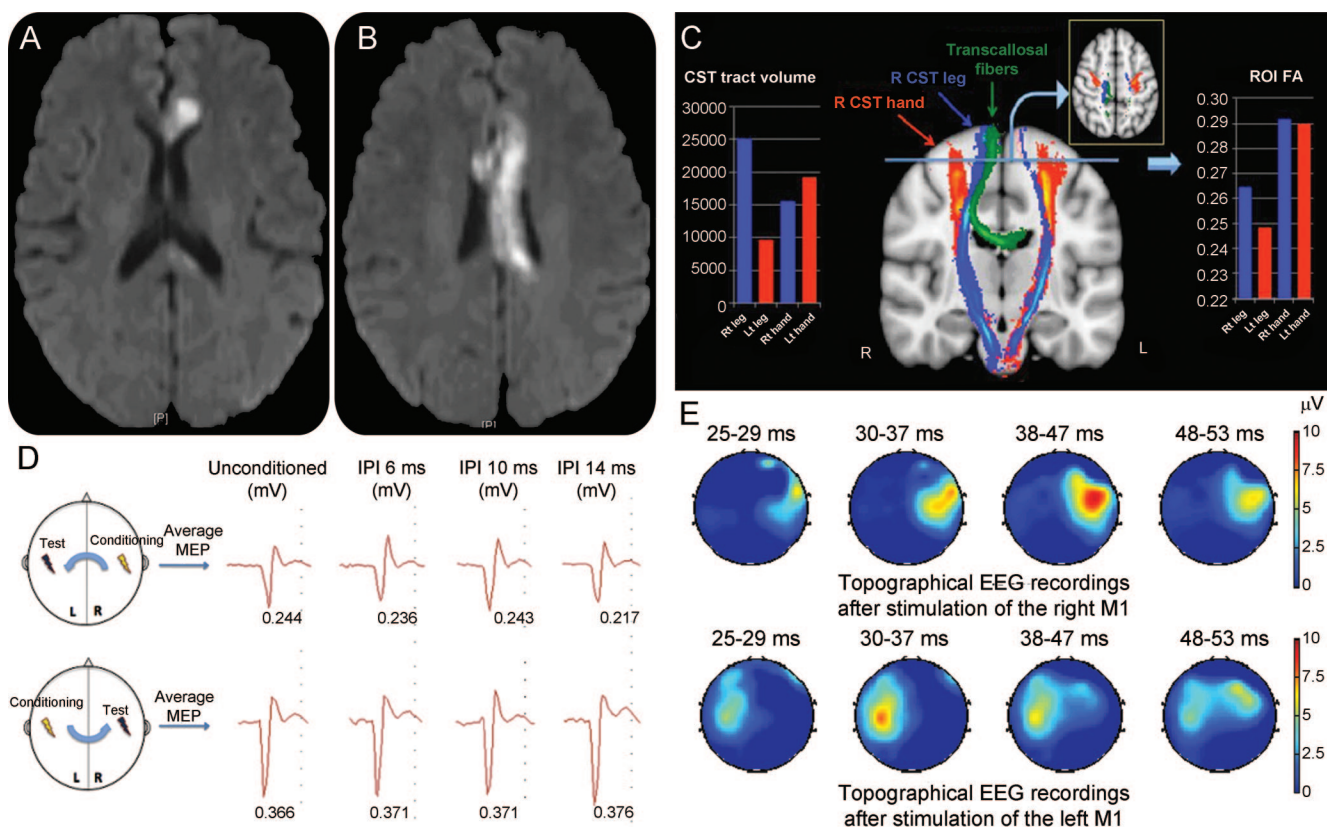 A
[P]
B
[P]
C
CST tract volume
30000
25000
20000
15000
10000
5000
0
Rt leg
Lt leg
Rt hand
Lt hand
Transcallosal
fibers
R CST leg
R CST hand
R
L
ROI FA
0.30
0.29
0.28
0.27
0.26
0.25
0.24
0.23
0.22
Rt leg
Lt leg
Rt hand
Lt hand
D
Unconditioned
(mV)
IPI 6 ms
(mV)
IPI 10 ms
(mV)
IPI 14 ms
(mV)
Test
Conditioning
L R
Average
MEP
0.244
0.236
0.243
0.217
Conditioning
Test
L R
Average
MEP
0.366
0.371
0.371
0.376
E
25-29 ms
30-37 ms
38-47 ms
48-53 ms
µV
10
7.5
5
2.5
0
Topographical EEG recordings
after stimulation of the right M1
25-29 ms
30-37 ms
38-47 ms
48-53 ms
10
7.5
5
2.5
0
Topographical EEG recordings
after stimulation of the left M1